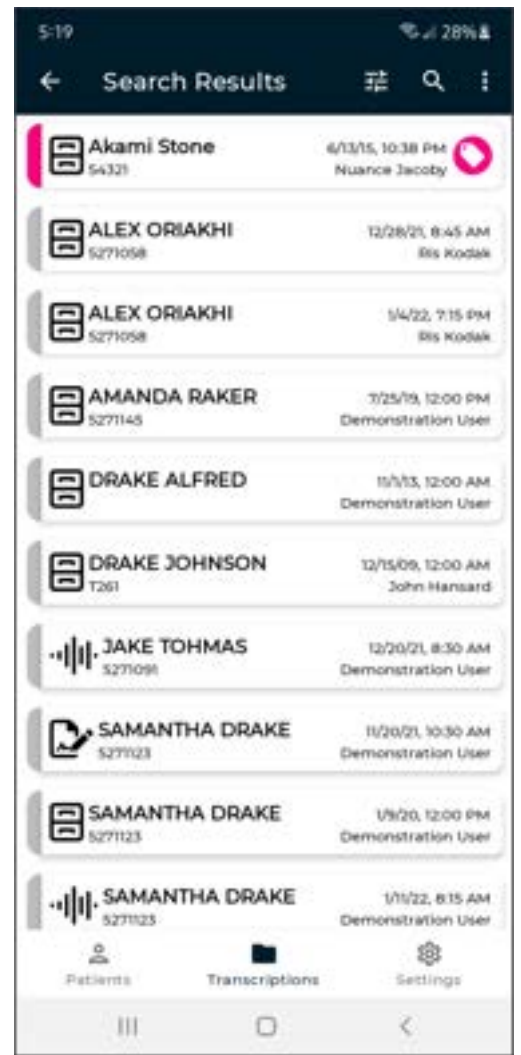 5:19 28%
Search Results
Akami Stone 6/13/15, 10:38 PM
54321 Nuance Jacoby
ALEX ORIAKHI 12/28/21, 8:45 AM
5271058 Ris Kodak
ALEX ORIAKHI 1/4/22, 7:15 PM
5271058 Ris Kodak
AMANDA RAKER 7/25/19, 12:00 PM
5271145 Demonstration User
DRAKE ALFRED 11/1/13, 12:00 AM
Demonstration User
DRAKE JOHNSON 12/15/09, 12:00 AM
T261 John Hansard
JAKE TOHMAS 12/20/21, 8:30 AM
5271091 Demonstration User
SAMANTHA DRAKE 11/20/21, 10:30 AM
5271123 Demonstration User
SAMANTHA DRAKE 1/9/20, 12:00 PM
5271123 Demonstration User
SAMANTHA DRAKE 1/11/22, 8:15 AM
5271123 Demonstration User
Patients Transcriptions Settings